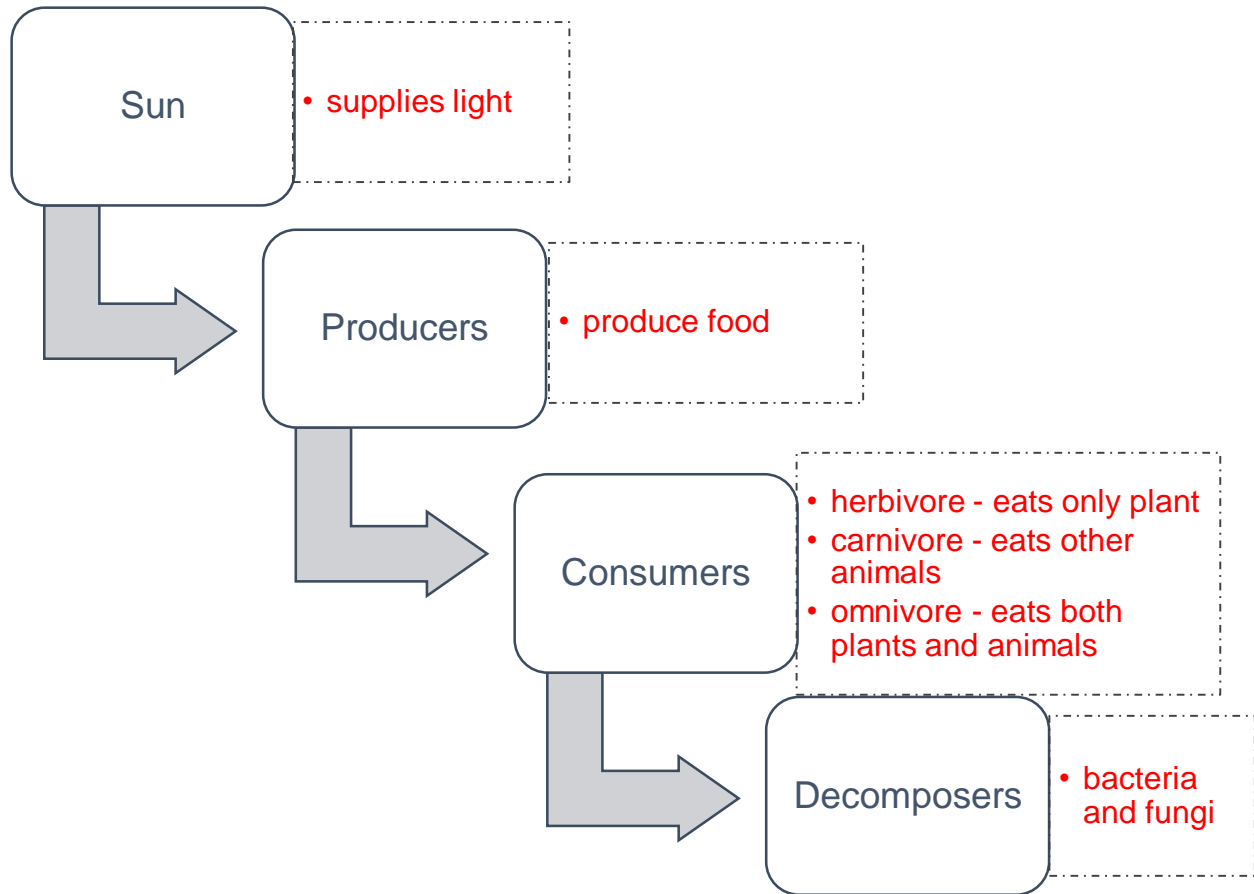 Sun
• supplies light
Producers
• produce food
Consumers
• herbivore - eats only plant
• carnivore - eats other
animals
• omnivore - eats both
plants and animals
Decomposers
• bacteria
and fungi